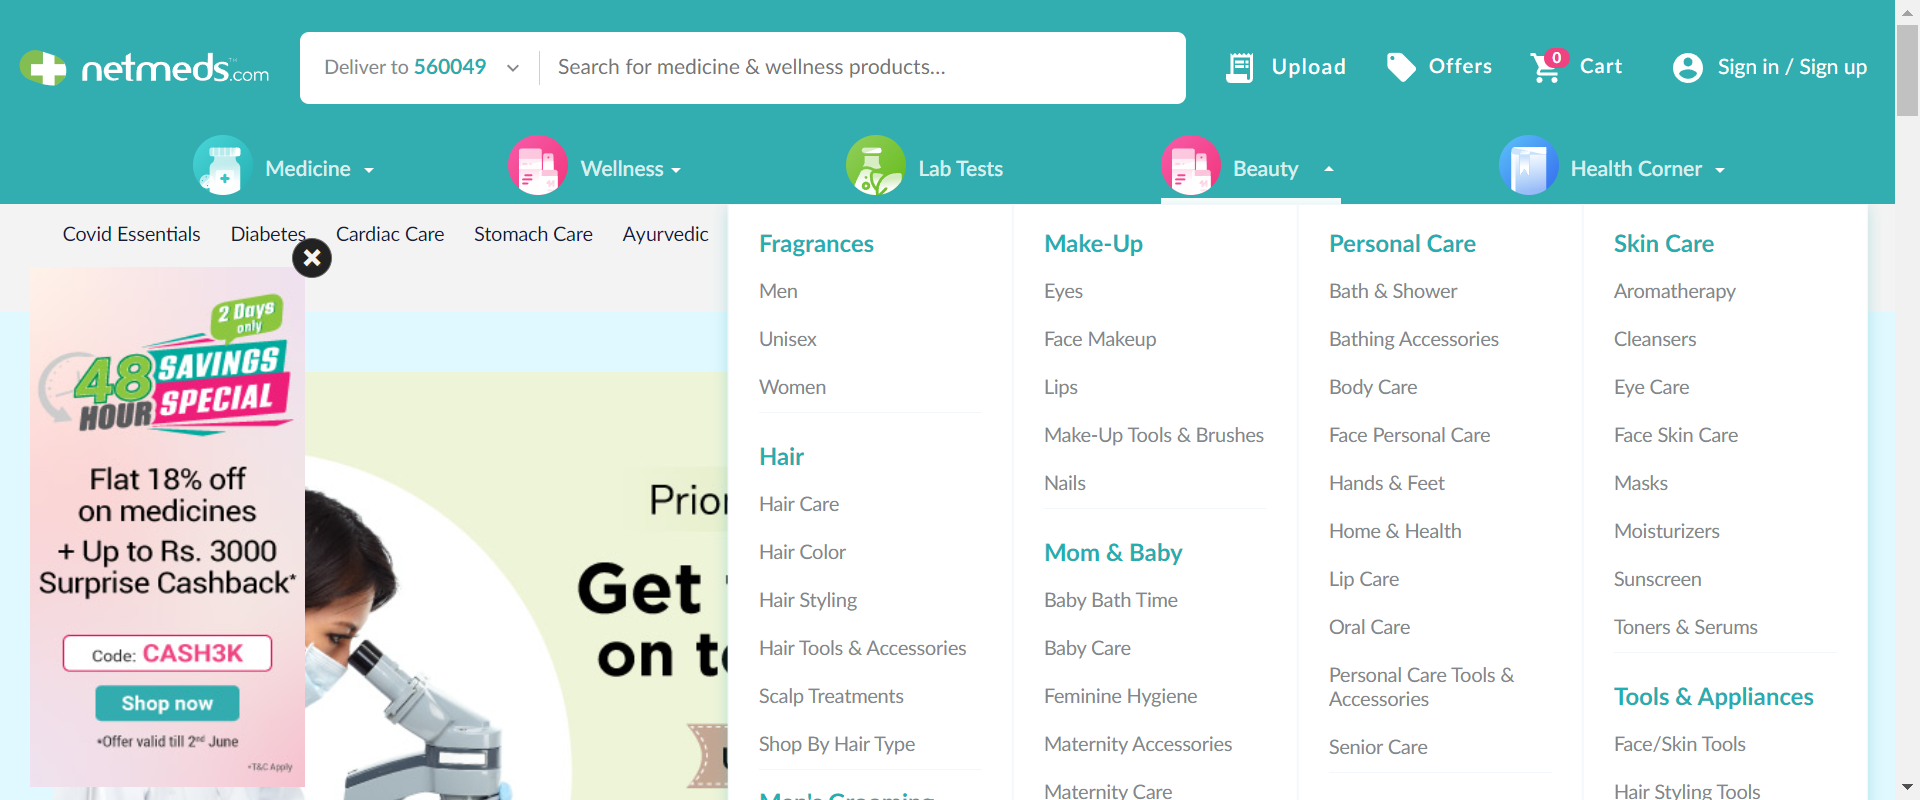 netmeds.com
Deliver to 560049
Search for medicine & wellness products...
Upload
Offers
0
Cart
Sign in / Sign up
Medicine
Wellness
Lab Tests
Beauty
Health Corner
Covid Essentials
Diabetes
Cardiac Care
Stomach Care
Ayurvedic
2 Days
only
48
HOUR
SAVINGS
SPECIAL
Flat 18% off
on medicines
+ Up to Rs. 3000
Surprise Cashback*
Code: CASH3K
Shop now
*Offer valid till 2nd June
*T&C Apply
Get
on
Fragrances
Men
Unisex
Women
Hair
Hair Care
Hair Color
Hair Styling
Hair Tools & Accessories
Scalp Treatments
Shop By Hair Type
Men's Grooming
Make-Up
Eyes
Face Makeup
Lips
Make-Up Tools & Brushes
Nails
Mom & Baby
Baby Bath Time
Baby Care
Feminine Hygiene
Maternity Accessories
Maternity Care
Personal Care
Bath & Shower
Bathing Accessories
Body Care
Face Personal Care
Hands & Feet
Home & Health
Lip Care
Oral Care
Personal Care Tools &
Accessories
Senior Care
Skin Care
Aromatherapy
Cleansers
Eye Care
Face Skin Care
Masks
Moisturizers
Sunscreen
Toners & Serums
Tools & Appliances
Face/Skin Tools
Hair Styling Tools